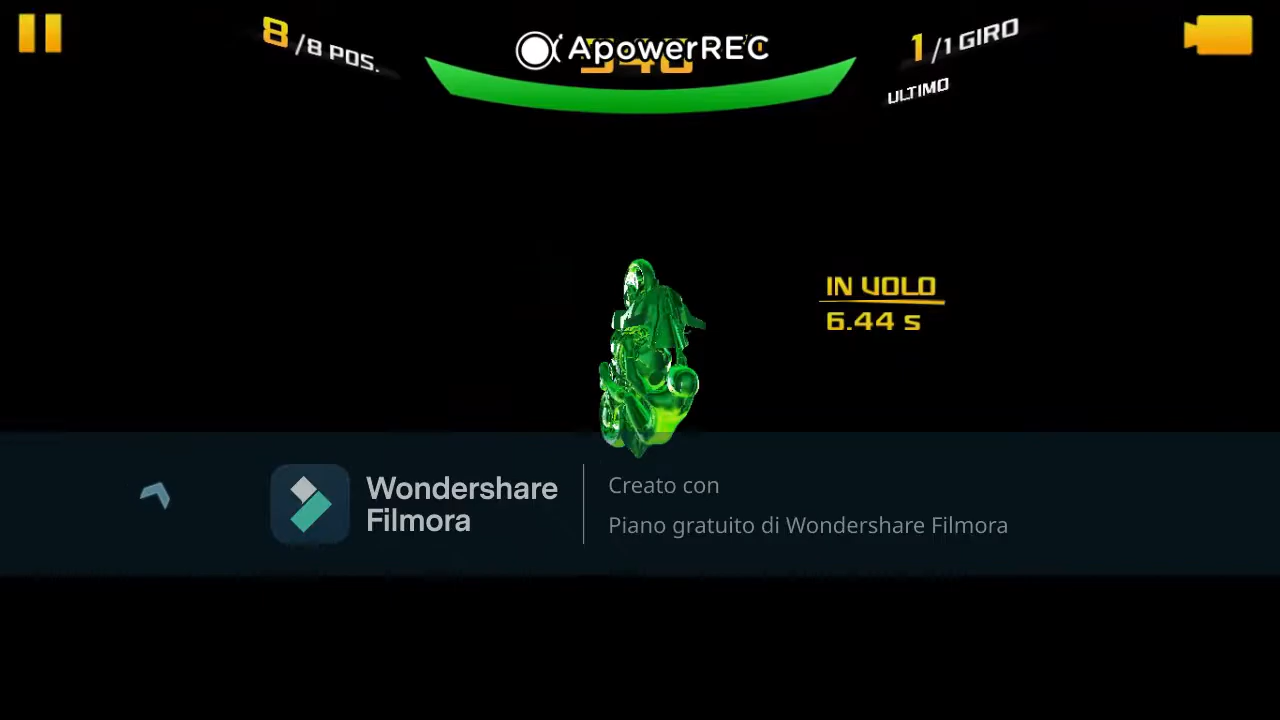 8/8 POS.
ApowerREC
1/1 GIRO
ULTIMO
IN VOLO
6.44 s
Wondershare
Filmora
Creato con
Piano gratuito di Wondershare Filmora